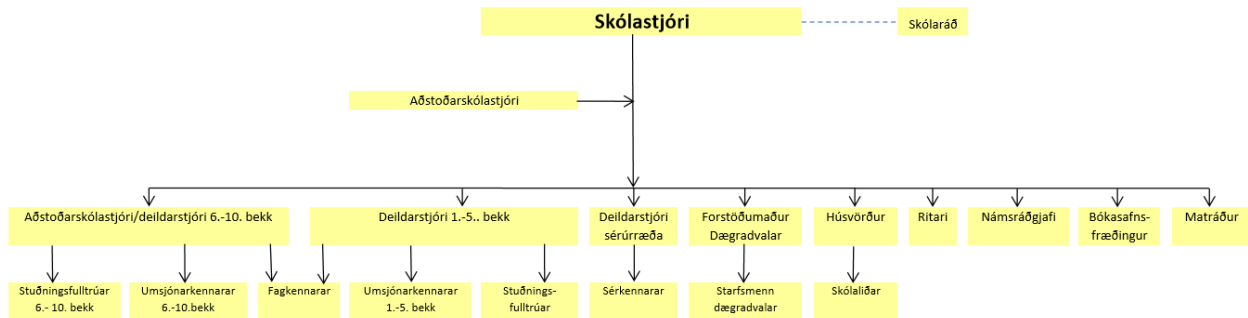 Skólastjóri
Skólaráð
Aðstoðarskólastjóri
Aðstoðarskólastjóri/deildarstjóri 6.-10. bekk
Deildarstjóri 1.-5.. bekk
Deildarstjóri
sérúrræða
Forstöðumaður
Dægradvalar
Húsvörður
Ritari
Námsráðgjafi
Bókasafns-
fræðingur
Matráður
Stuðningsfulltrúar
6.- 10. bekk
Umsjónarkennarar
6.-10.bekk
Fagkennarar
Umsjónarkennarar
1.-5. bekk
Stuðnings-
fulltrúar
Sérkennarar
Starfsmenn
dægradvalar
Skólaliðar